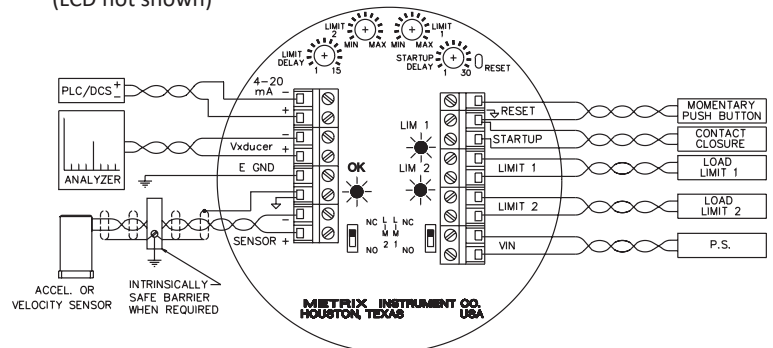 (LCD not shown)
LIMIT 2
MIN MAX
LIMIT 1
MIN MAX
LIMIT DELAY
1 15
STARTUP DELAY
1 30
RESET
PLC/DCS + −
4-20 mA −
+
ANALYZER
Vxducer − +
E GND
OK
SENSOR − +
ACCEL. OR
VELOCITY SENSOR
INTRINSICALLY
SAFE BARRIER
WHEN REQUIRED
LIM 1
LIM 2
NC LIM 2 LIM 1 NC
NO NO
RESET
STARTUP
LIMIT 1
LIMIT 2
VIN
MOMENTARY
PUSH BUTTON
CONTACT
CLOSURE
LOAD
LIMIT 1
LOAD
LIMIT 2
P.S.
METRIX INSTRUMENT CO.
HOUSTON, TEXAS USA